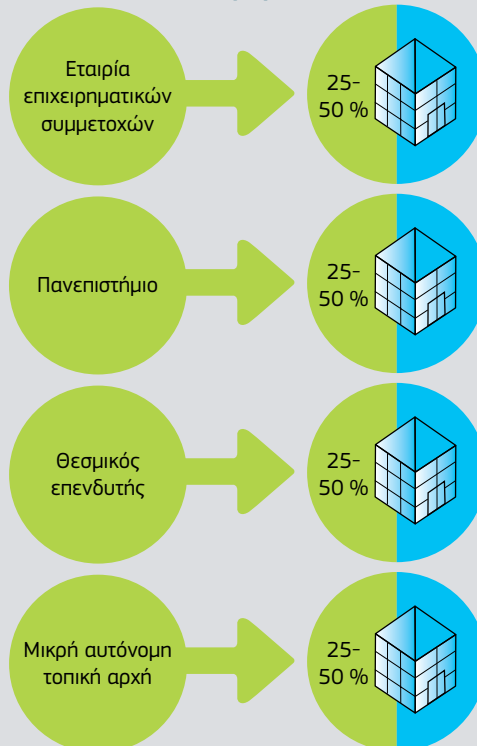 Εταιρία
επιχειρηματικών
συμμετοχών
25-
50 %
Πανεπιστήμιο
25-
50 %
Θεσμικός
επενδυτής
25-
50 %
Μικρή αυτόνομη
τοπική αρχή
25-
50 %